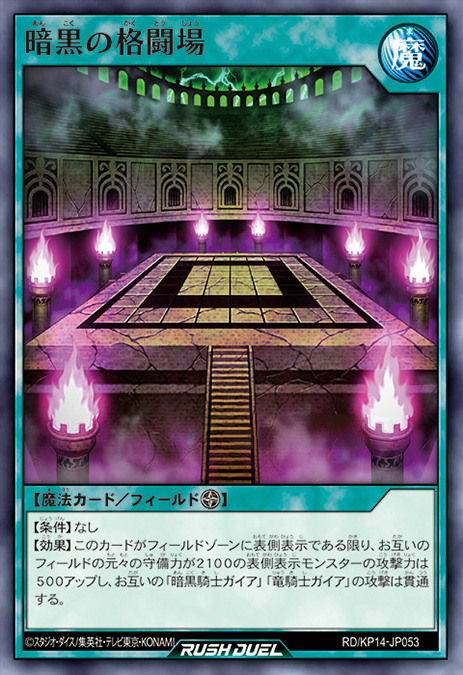 暗黒の格闘場
魔
【魔法カード／フィールド】
【条件】なし
【効果】このカードがフィールドゾーンに表側表示である限り、お互いの
フィールドの元々の守備力が2100の表側表示モンスターの攻撃力は
500アップし、お互いの「暗黒騎士ガイア」「竜騎士ガイア」の攻撃は貫通
する。
©スタジオ・ダイス/集英社・テレビ東京・KONAMI
RUSH DUEL
RD/KP14-JP053